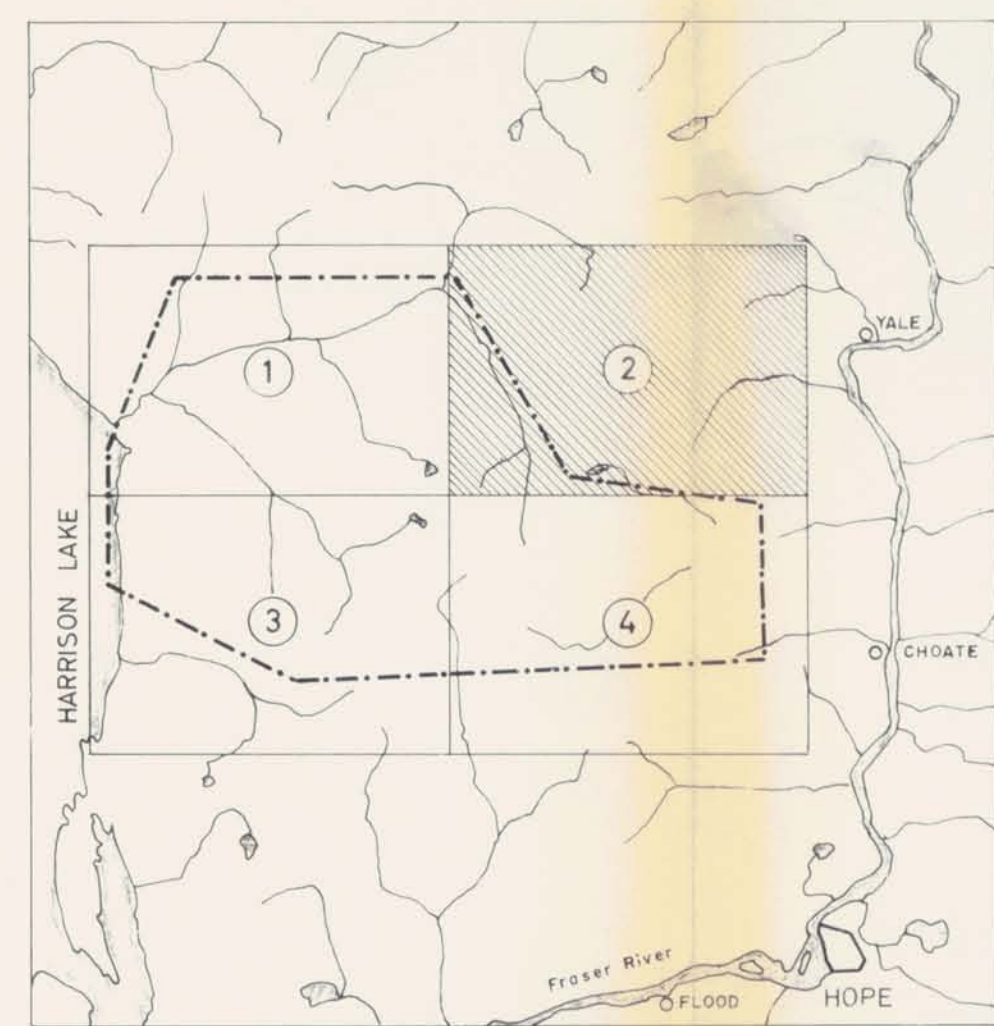 YALE
1
2
HARRISON LAKE
3
4
CHOATE
Fraser River
FLOOD
HOPE